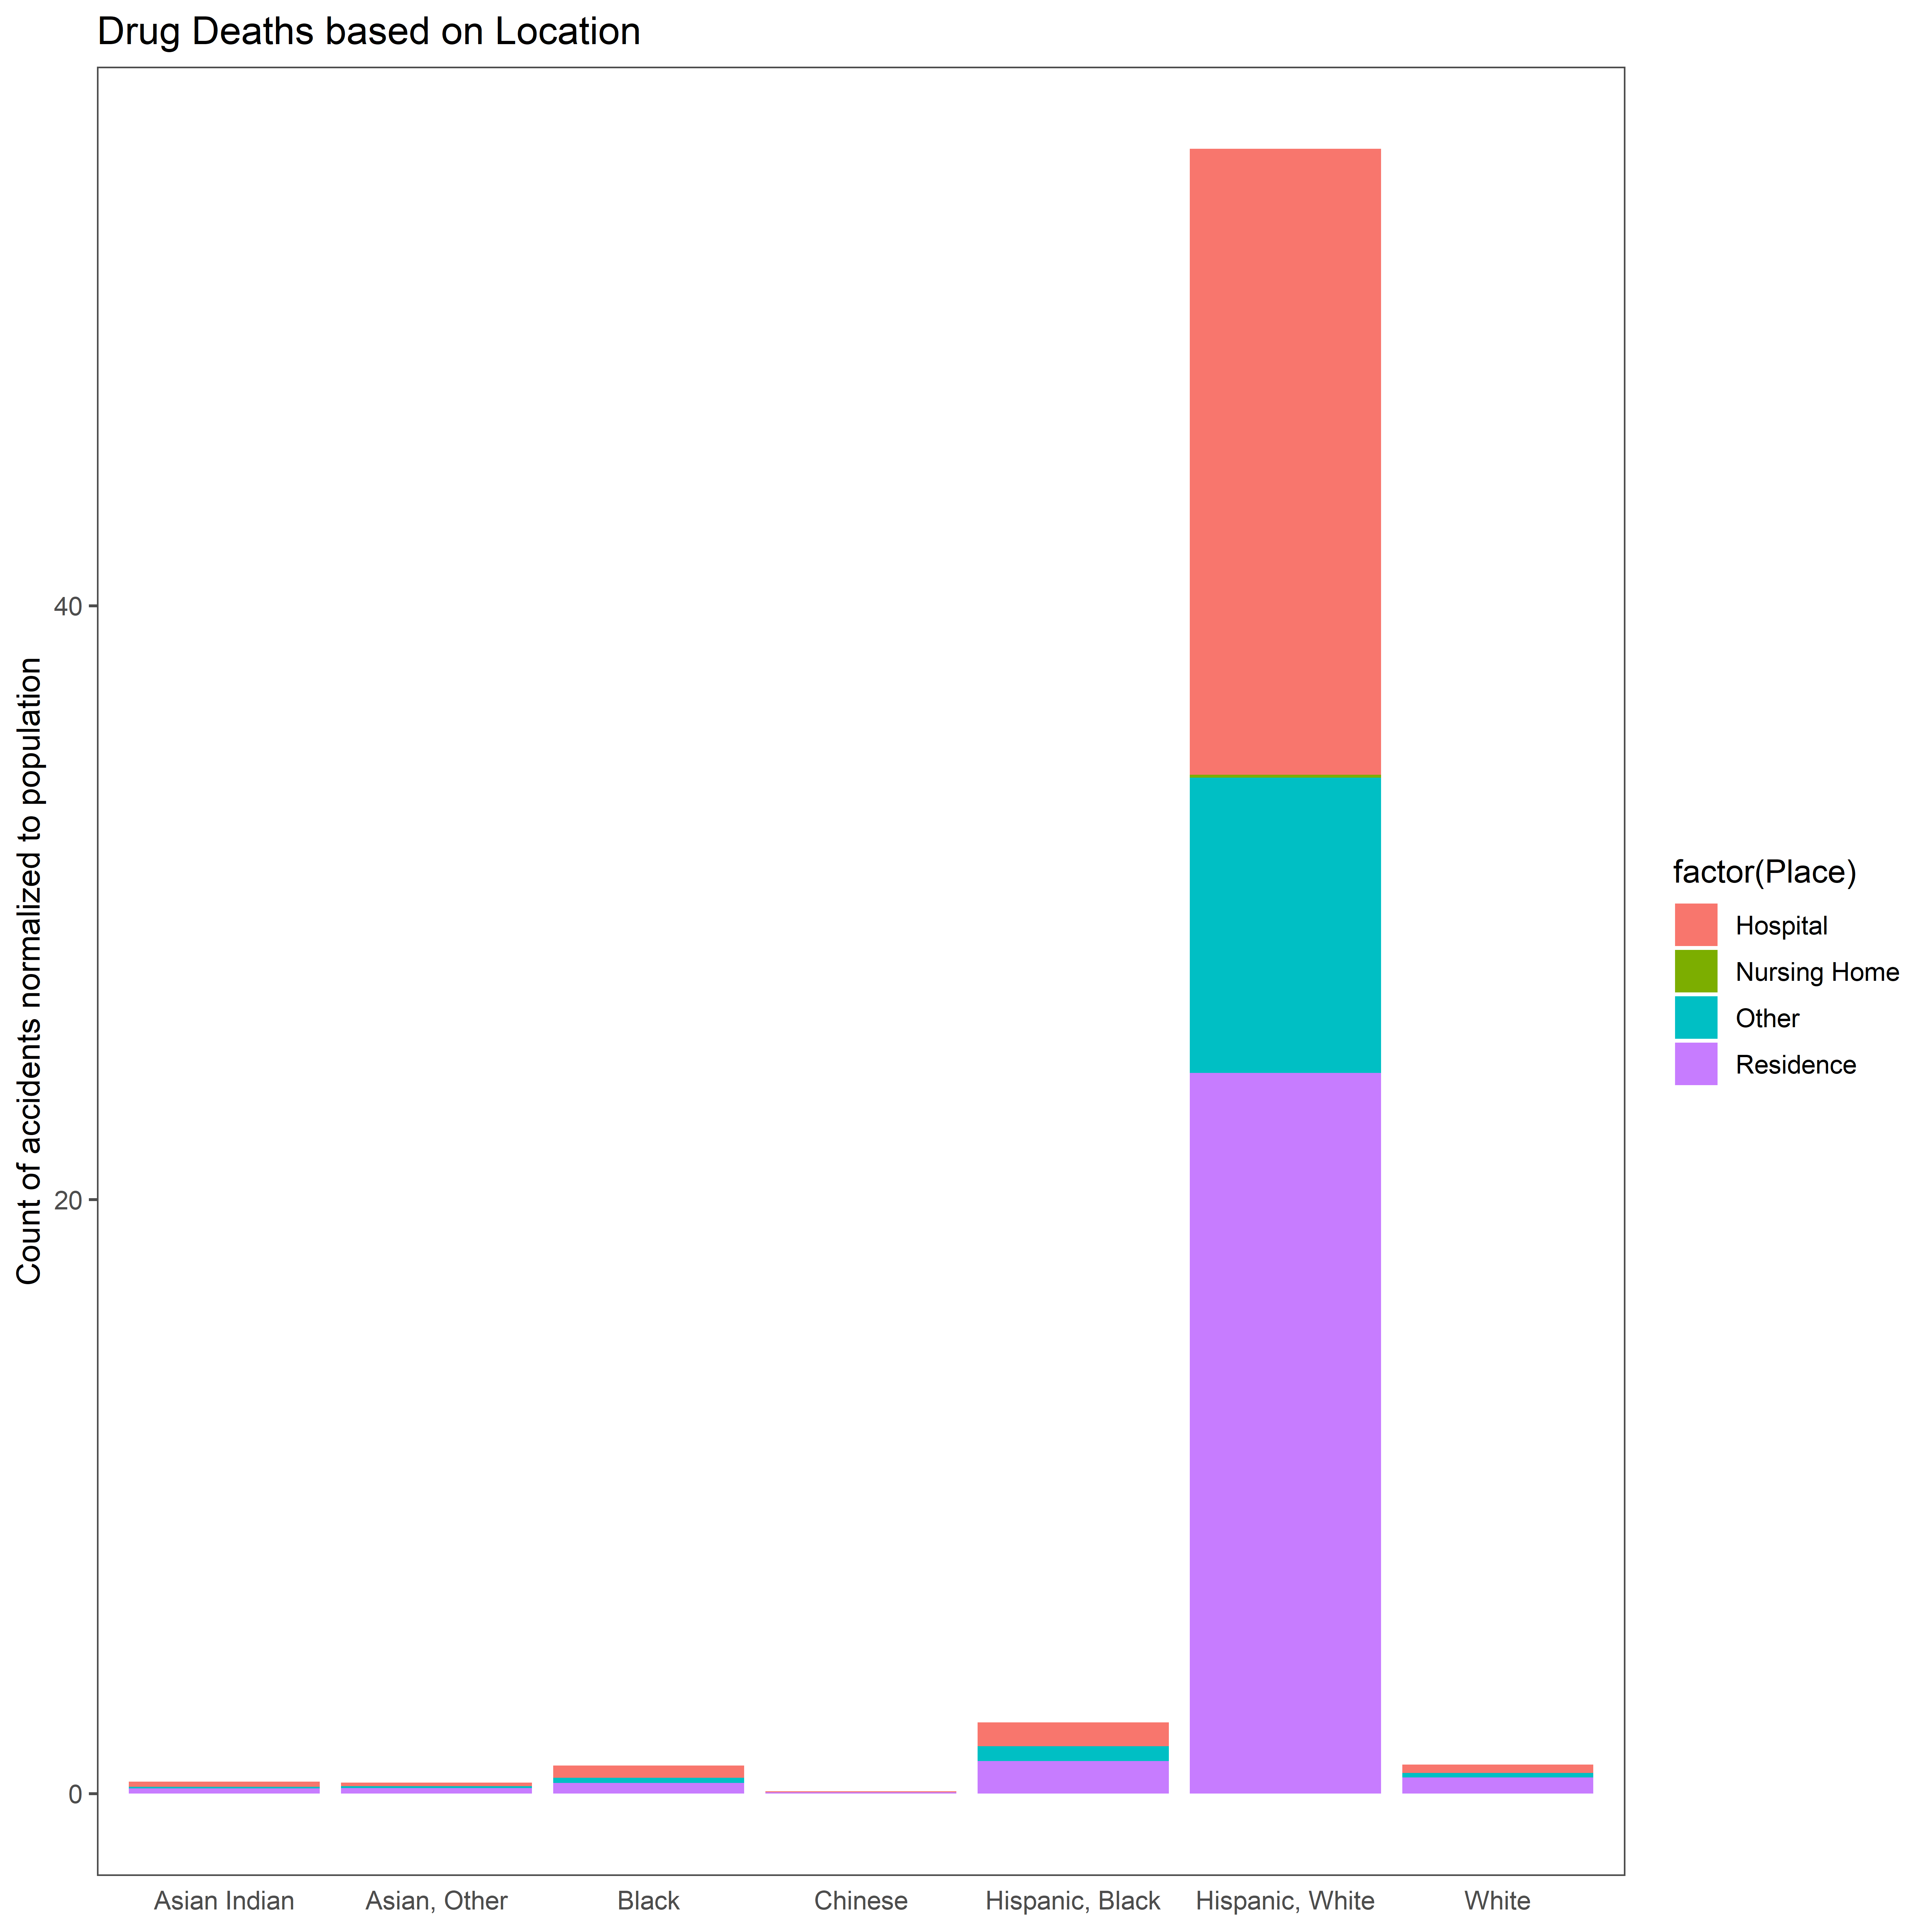 Drug Deaths based on Location
Count of accidents normalized to population
40
20
0
Asian Indian
Asian, Other
Black
Chinese
Hispanic, Black
Hispanic, White
White
factor(Place)
Hospital
Nursing Home
Other
Residence